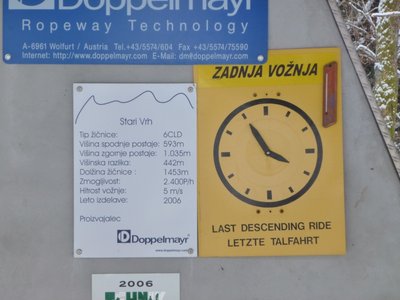 Doppelmayr
Ropeway Technology
A-6961 Wolfurt / Austria Tel.+43/5574/604 Fax.+43/5574/75590
Internet: http://www.doppelmayr.com E-Mail: dm@doppelmayr.com
Stari Vrh
Tip žičnice: 6CLD
Višina spodnje postaje: 593m
Višina zgornje postaje: 1.035m
Višinska razlika: 442m
Dolžina žičnice: 1453m
Zmogljivost: 2.400P/h
Hitrost vožnje: 5 m/s
Leto izdelave: 2006
Proizvajalec
Doppelmayr
ZADNJA VOŽNJA
LAST DESCENDING RIDE
LETZTE TALFAHRT
2006